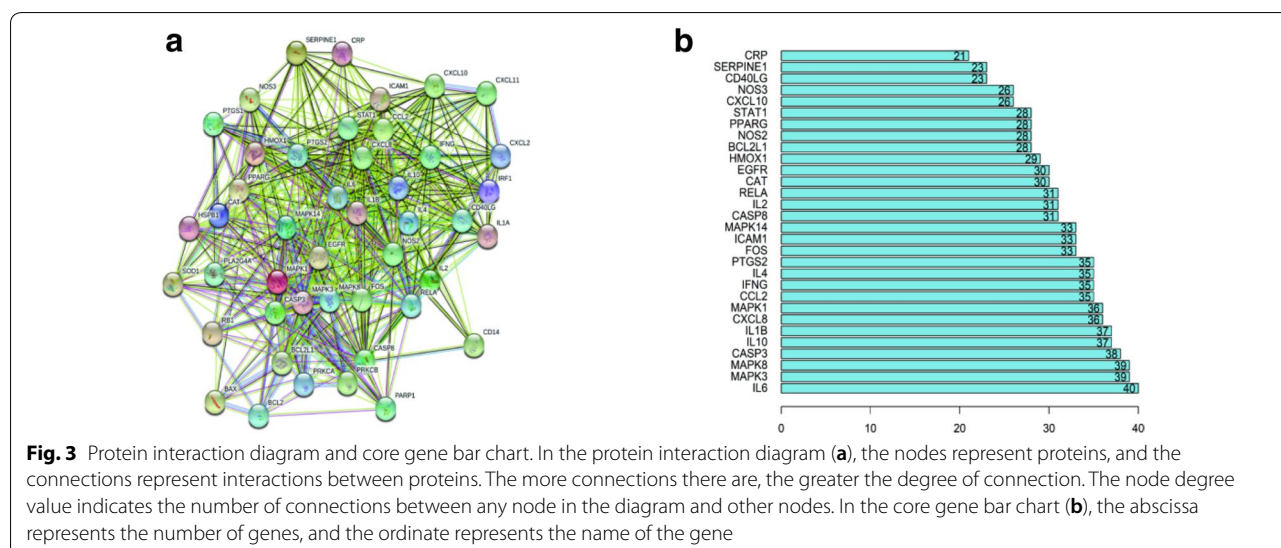 a
SERPINE1
CRP
CXCL10
CXCL11
NOS3
ICAM1
PTGS1
STAT1
CCL2
HMOX1
PTGS2
CXCL8
IFNG
CXCL2
PPARG
IL6
IL10
IRF1
CAT
IL1B
HSPB1
MAPK14
IL4
CD40LG
IL1A
EGFR
NOS2
SOD1
PLA2G4A
MAPK1
IL2
CASP3
MAPK3
MAPK8
FOS
RELA
RB1
CD14
BCL2L1
CASP8
PRKCA
PRKCB
BAX
BCL2
PARP1
b
CRP 21
SERPINE1 23
CD40LG 23
NOS3 26
CXCL10 26
STAT1 28
PPARG 28
NOS2 28
BCL2L1 28
HMOX1 29
EGFR 30
CAT 30
RELA 31
IL2 31
CASP8 31
MAPK14 33
ICAM1 33
FOS 33
PTGS2 35
IL4 35
IFNG 35
CCL2 35
MAPK1 36
CXCL8 36
IL1B 37
IL10 37
CASP3 38
MAPK8 39
MAPK3 39
IL6 40
0 10 20 30 40
Fig. 3 Protein interaction diagram and core gene bar chart. In the protein interaction diagram (a), the nodes represent proteins, and the
connections represent interactions between proteins. The more connections there are, the greater the degree of connection. The node degree
value indicates the number of connections between any node in the diagram and other nodes. In the core gene bar chart (b), the abscissa
represents the number of genes, and the ordinate represents the name of the gene